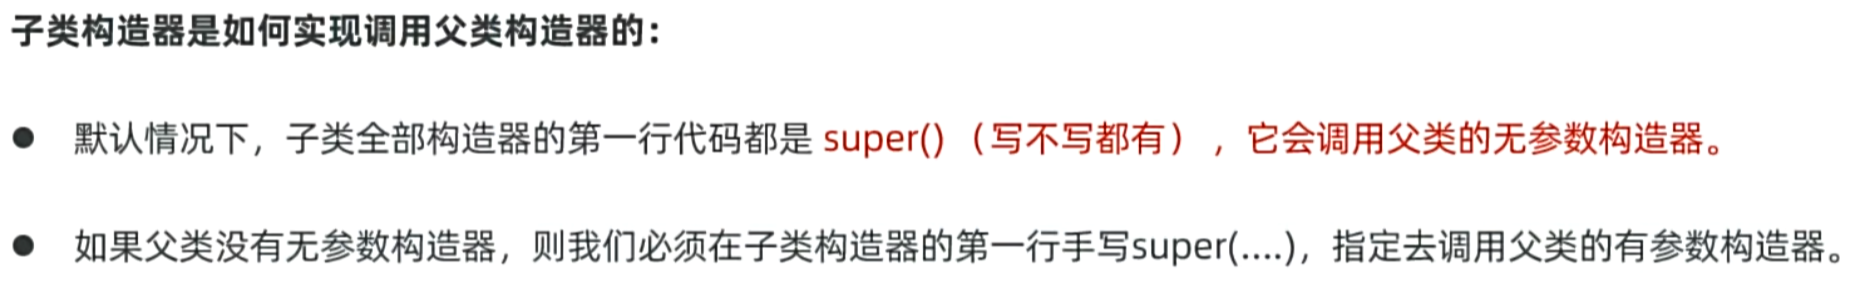 子类构造器是如何实现调用父类构造器的：
● 默认情况下，子类全部构造器的第一行代码都是 super()（写不写都有） ，它会调用父类的无参数构造器。
● 如果父类没有无参数构造器，则我们必须在子类构造器的第一行手写super(....)，指定去调用父类的有参数构造器。